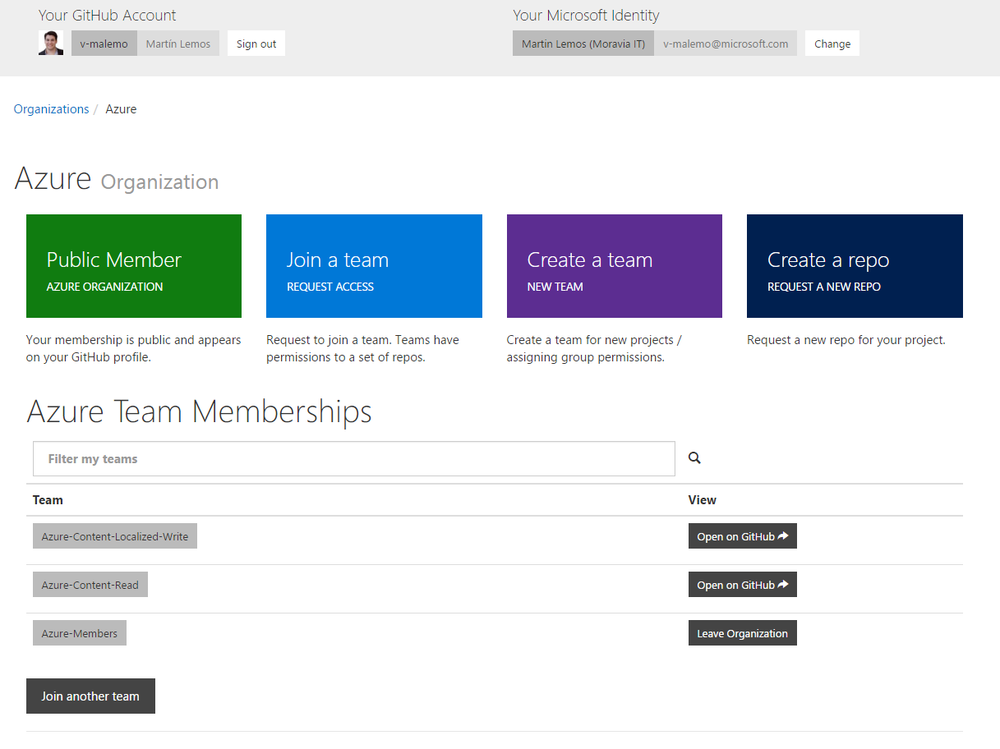 Your GitHub Account
Your Microsoft Identity
v-malemo Martín Lemos Sign out
Martin Lemos (Moravia IT) v-malemo@microsoft.com Change
Organizations / Azure
Azure Organization
Public Member
AZURE ORGANIZATION
Your membership is public and appears
on your GitHub profile.
Join a team
REQUEST ACCESS
Request to join a team. Teams have
permissions to a set of repos.
Create a team
NEW TEAM
Create a team for new projects /
assigning group permissions.
Create a repo
REQUEST A NEW REPO
Request a new repo for your project.
Azure Team Memberships
Filter my teams
Team View
Azure-Content-Localized-Write Open on GitHub
Azure-Content-Read Open on GitHub
Azure-Members Leave Organization
Join another team